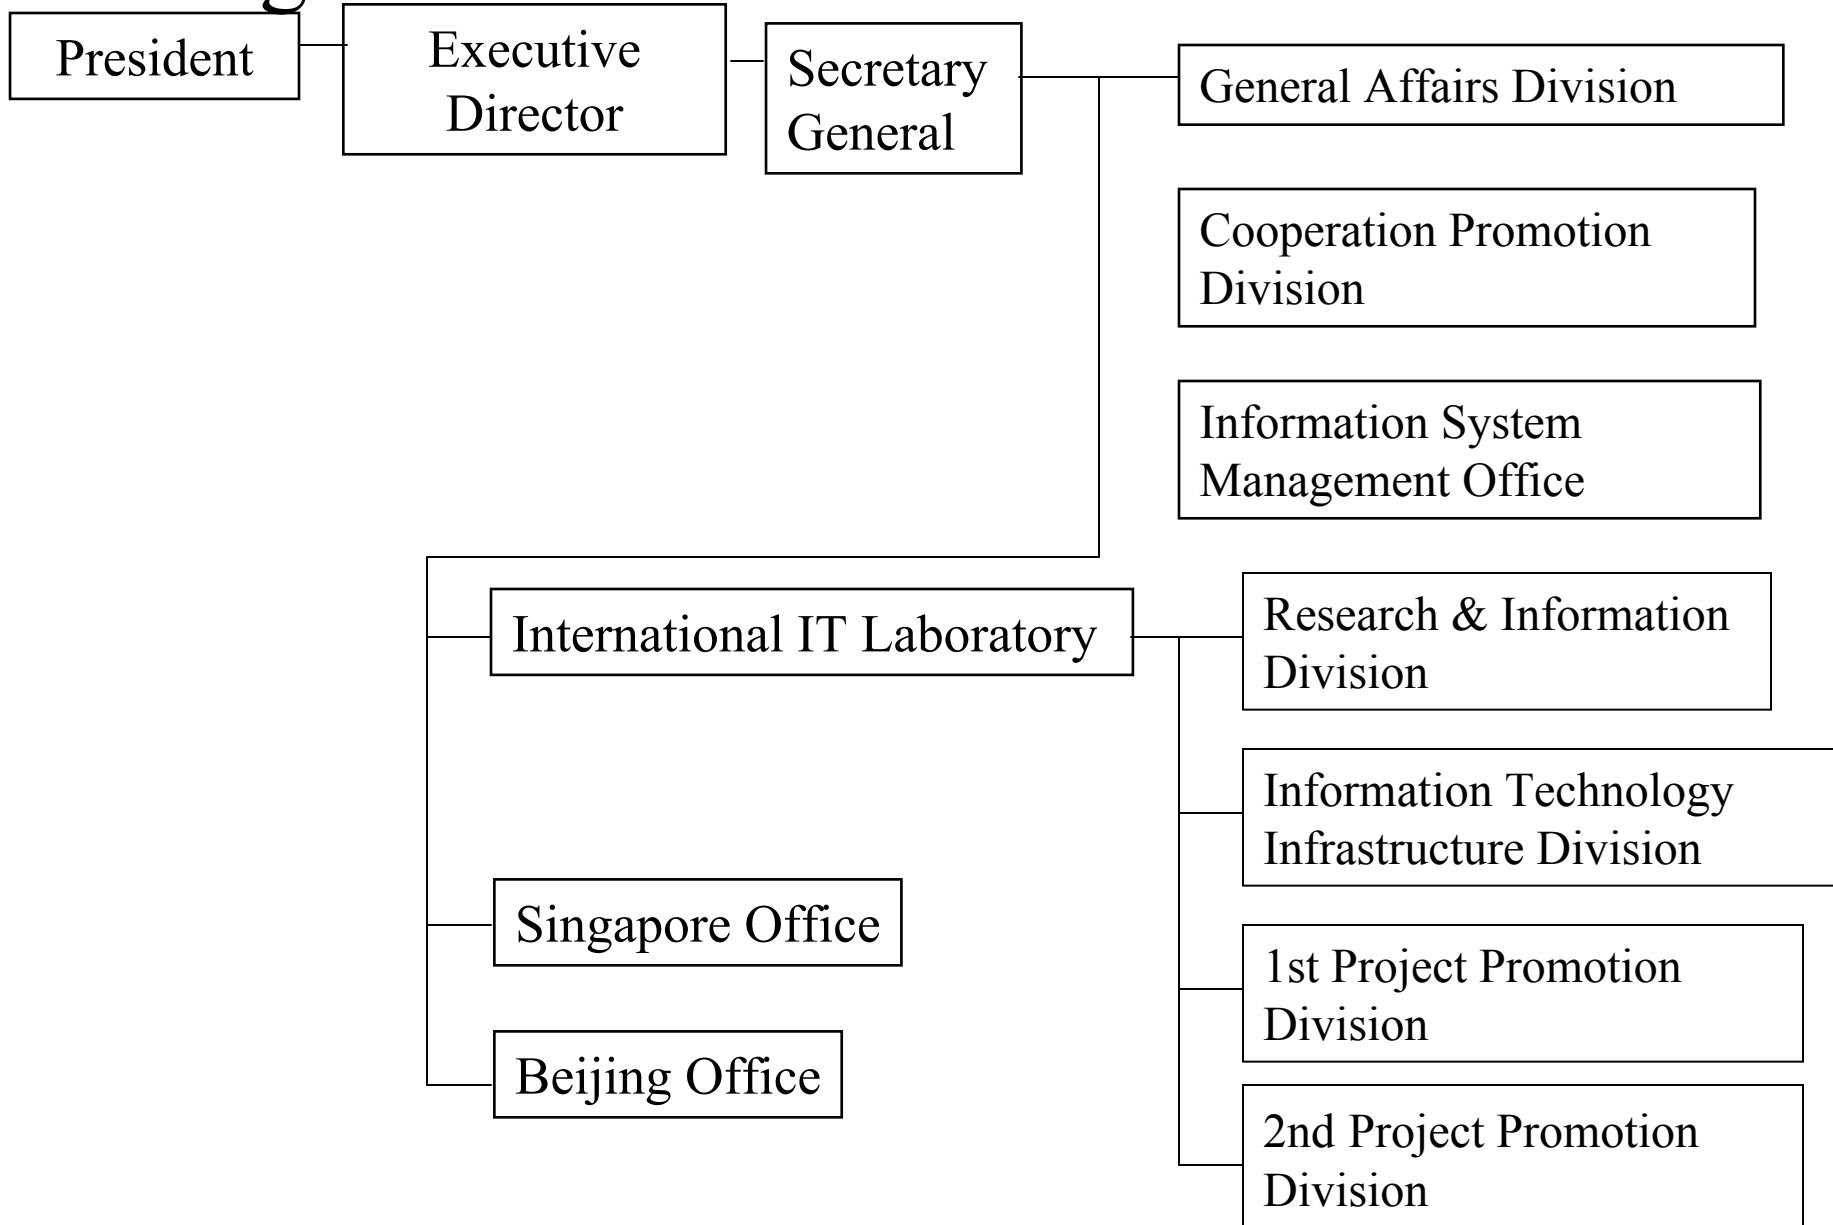 President
Executive
Director
Secretary
General
General Affairs Division
Cooperation Promotion
Division
Information System
Management Office
International IT Laboratory
Research & Information
Division
Information Technology
Infrastructure Division
Singapore Office
1st Project Promotion
Division
Beijing Office
2nd Project Promotion
Division